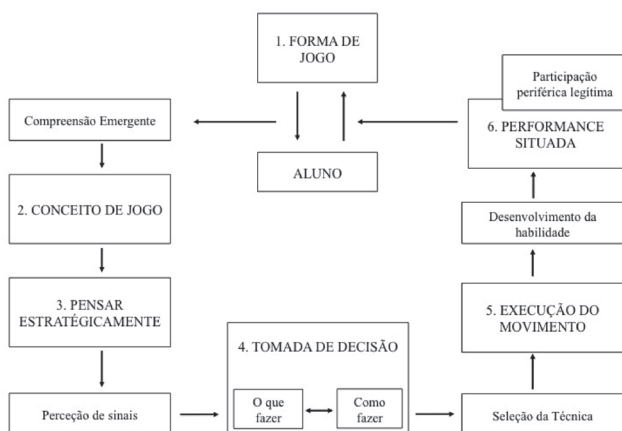 1. FORMA DE
JOGO
ALUNO
Compreensão Emergente
2. CONCEITO DE JOGO
3. PENSAR
ESTRATÉGICAMENTE
Perceção de sinais
4. TOMADA DE DECISÃO
O que
fazer
Como
fazer
Seleção da Técnica
5. EXECUÇÃO DO
MOVIMENTO
Desenvolvimento da
habilidade
6. PERFORMANCE
SITUADA
Participação
periférica legítima